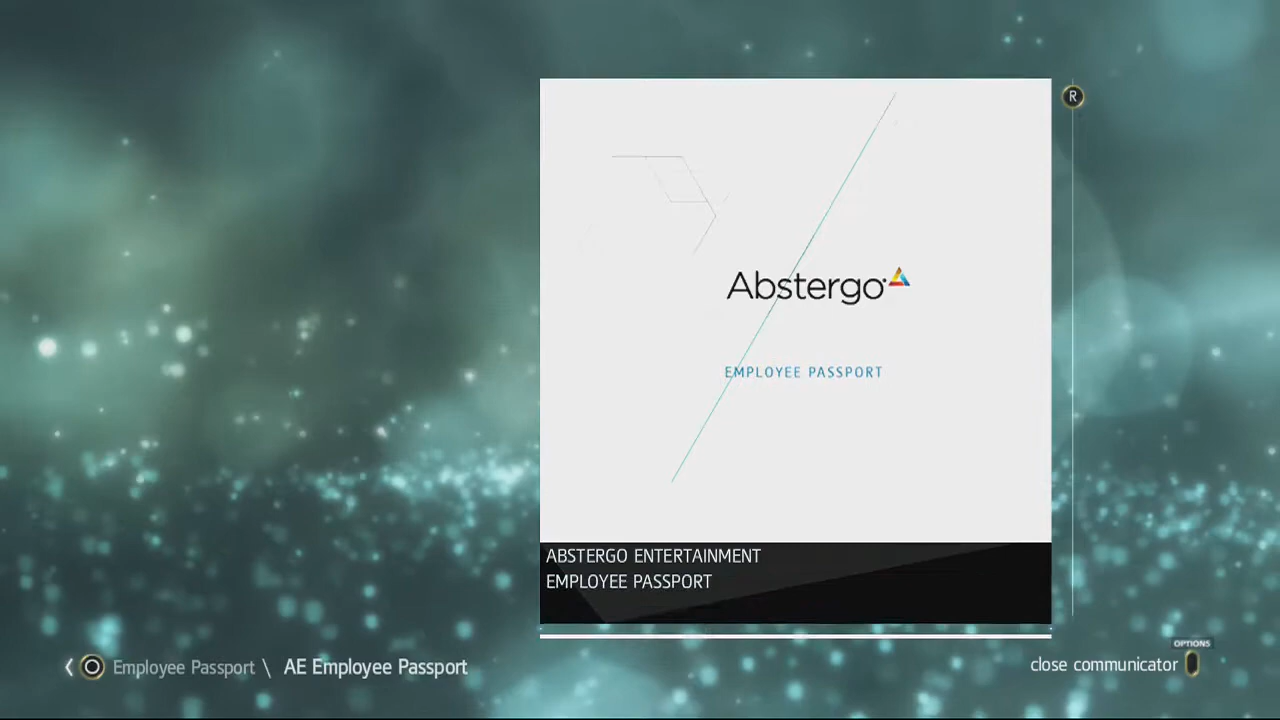 R
Abstergo
EMPLOYEE PASSPORT
ABSTERGO ENTERTAINMENT
EMPLOYEE PASSPORT
OPTIONS
Employee Passport \ AE Employee Passport
close communicator